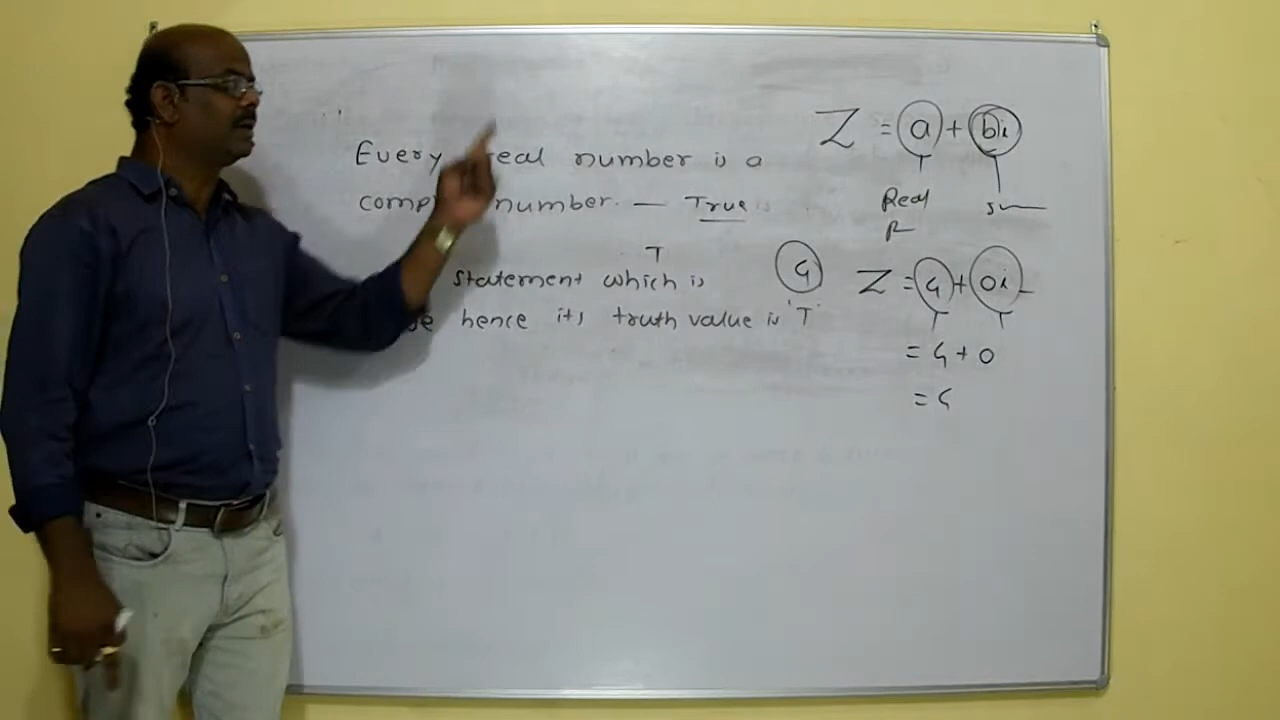 Every real number is a
number. — True
T
statement which is
hence its truth value is 'T'
Z = a + bi
Real
P
4
Z = 4 + 0i
= 4 + 0
= 4